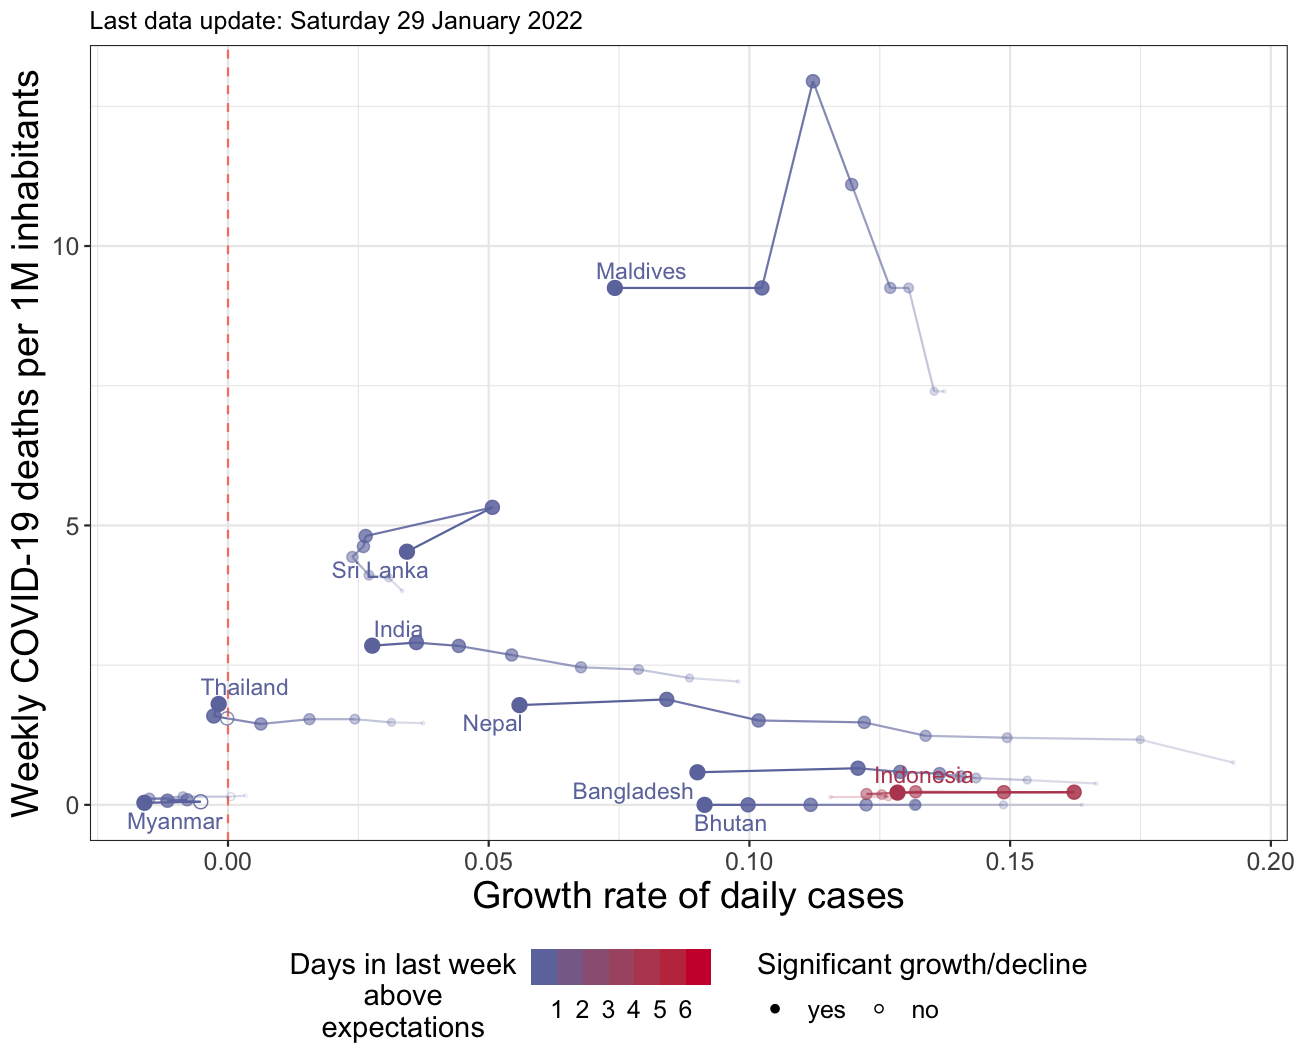 Last data update: Saturday 29 January 2022
Weekly COVID-19 deaths per 1M inhabitants
10
5
0
Maldives
Sri Lanka
India
Thailand
Nepal
Indonesia
Bangladesh
Myanmar
Bhutan
0.00
0.05
0.10
0.15
0.20
Growth rate of daily cases
Days in last week
above
expectations
1 2 3 4 5 6
Significant growth/decline
yes no